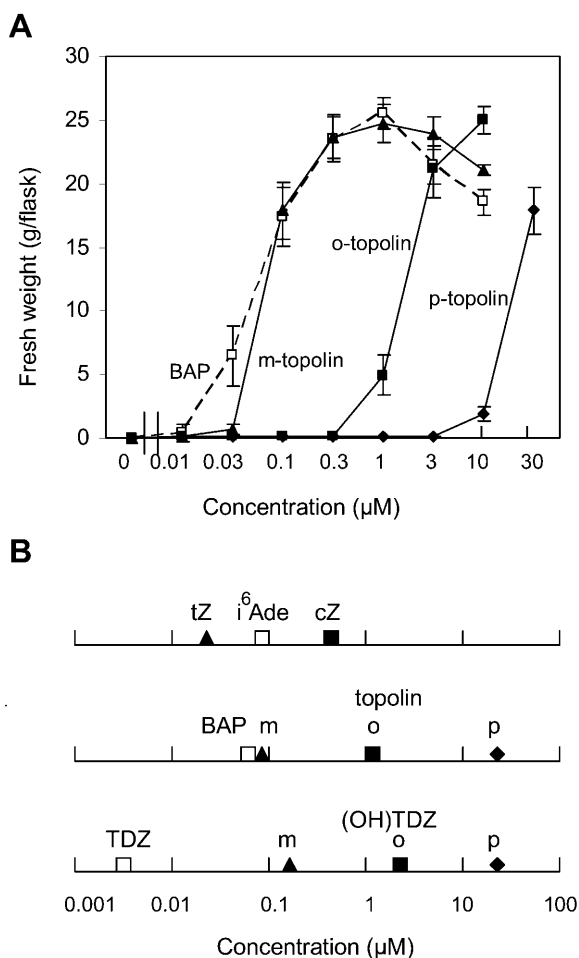 A
30
25
20
15
10
5
0
Fresh weight (g/flask)
o-topolin
p-topolin
BAP
m-topolin
0 0.01 0.03 0.1 0.3 1 3 10 30
Concentration (µM)
B
tZ i6Ade cZ
topolin
BAP m o p
(OH)TDZ
TDZ m o p
0.001 0.01 0.1 1 10 100
Concentration (µM)